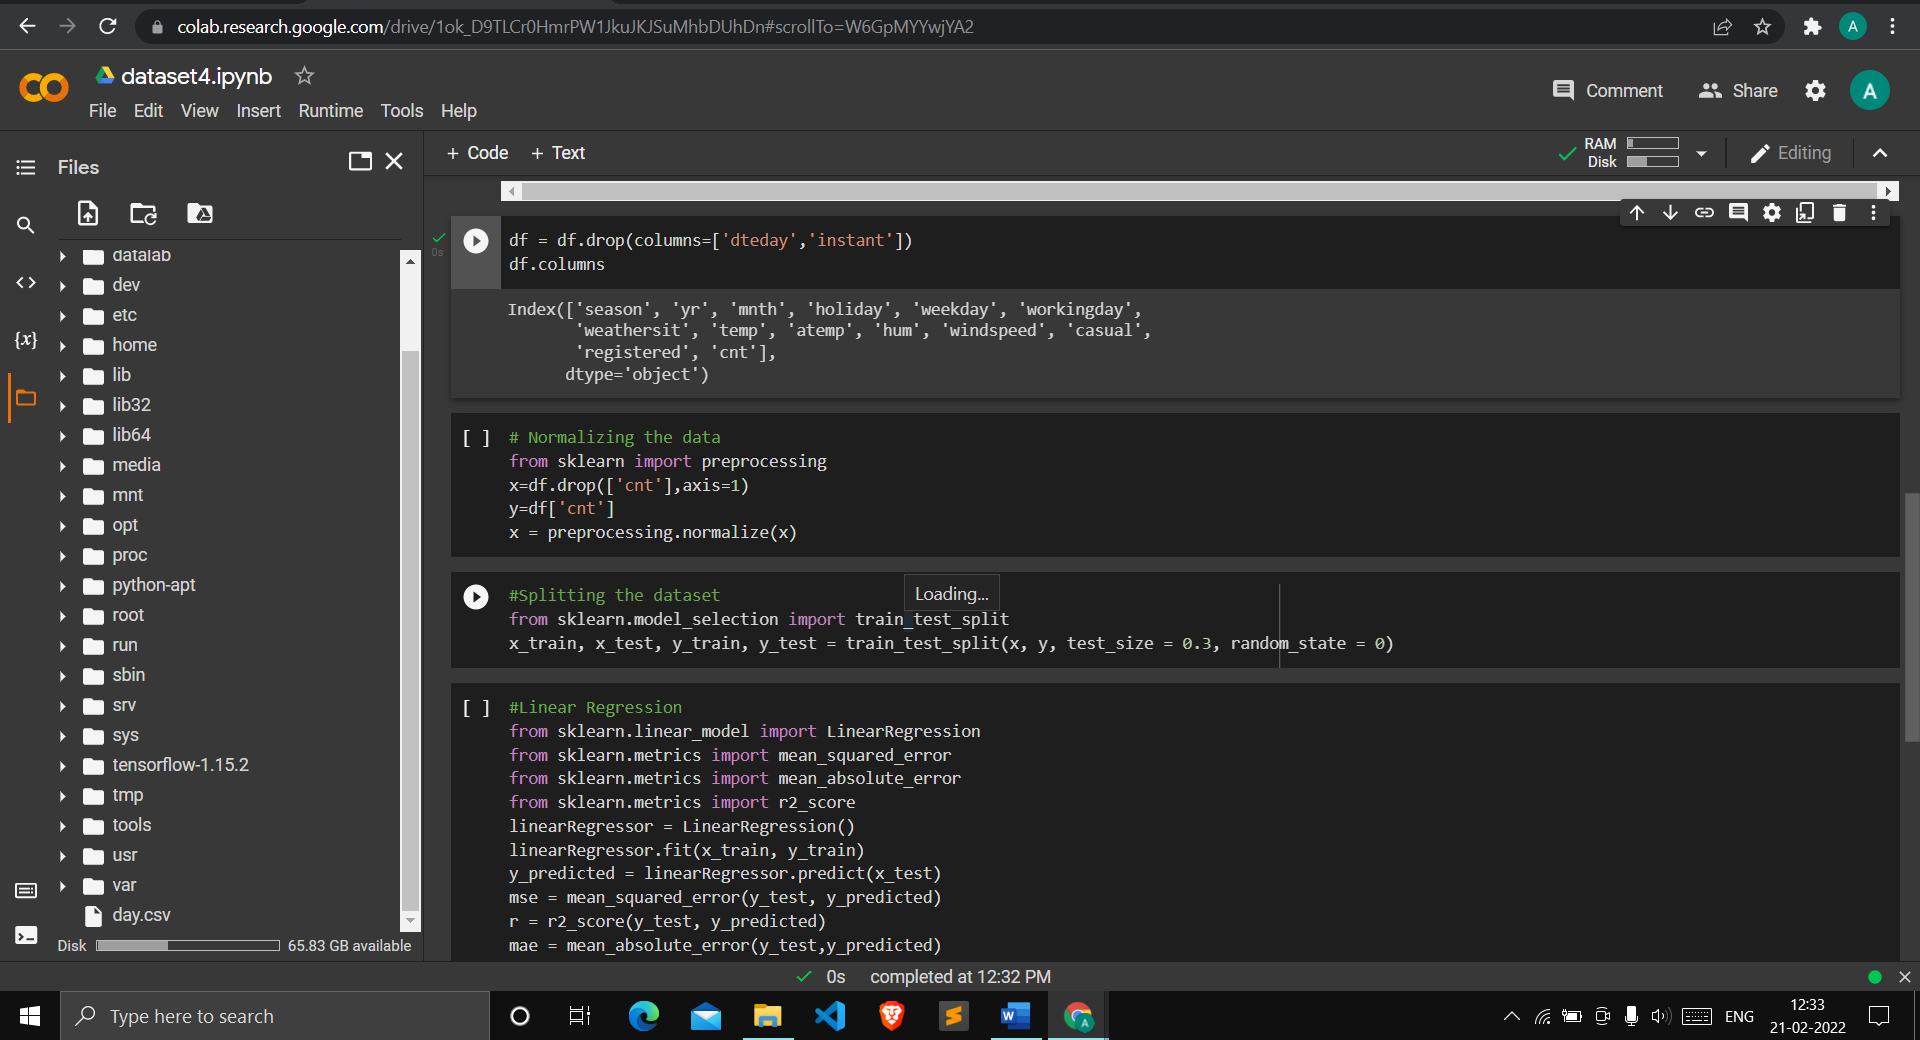 colab.research.google.com/drive/1ok_D9TLCr0HmrPW1JkuJKJSuMhbDUhDn#scrollTo=W6GpMYYwjYA2
A
dataset4.ipynb
File Edit View Insert Runtime Tools Help
Comment Share A
Files
+ Code + Text
RAM
Disk
Editing
datalab
dev
etc
home
lib
lib32
lib64
media
mnt
opt
proc
python-apt
root
run
sbin
srv
sys
tensorflow-1.15.2
tmp
tools
usr
var
day.csv
Disk 65.83 GB available
{x}
0s
df = df.drop(columns=['dteday','instant'])
df.columns
Index(['season', 'yr', 'mnth', 'holiday', 'weekday', 'workingday',
'weathersit', 'temp', 'atemp', 'hum', 'windspeed', 'casual',
'registered', 'cnt'],
dtype='object')
[ ] # Normalizing the data
from sklearn import preprocessing
x=df.drop(['cnt'],axis=1)
y=df['cnt']
x = preprocessing.normalize(x)
#Splitting the dataset
Loading...
from sklearn.model_selection import train_test_split
x_train, x_test, y_train, y_test = train_test_split(x, y, test_size = 0.3, random_state = 0)
[ ] #Linear Regression
from sklearn.linear_model import LinearRegression
from sklearn.metrics import mean_squared_error
from sklearn.metrics import mean_absolute_error
from sklearn.metrics import r2_score
linearRegressor = LinearRegression()
linearRegressor.fit(x_train, y_train)
y_predicted = linearRegressor.predict(x_test)
mse = mean_squared_error(y_test, y_predicted)
r = r2_score(y_test, y_predicted)
mae = mean_absolute_error(y_test,y_predicted)
0s completed at 12:32 PM
Type here to search
ENG
12:33
21-02-2022